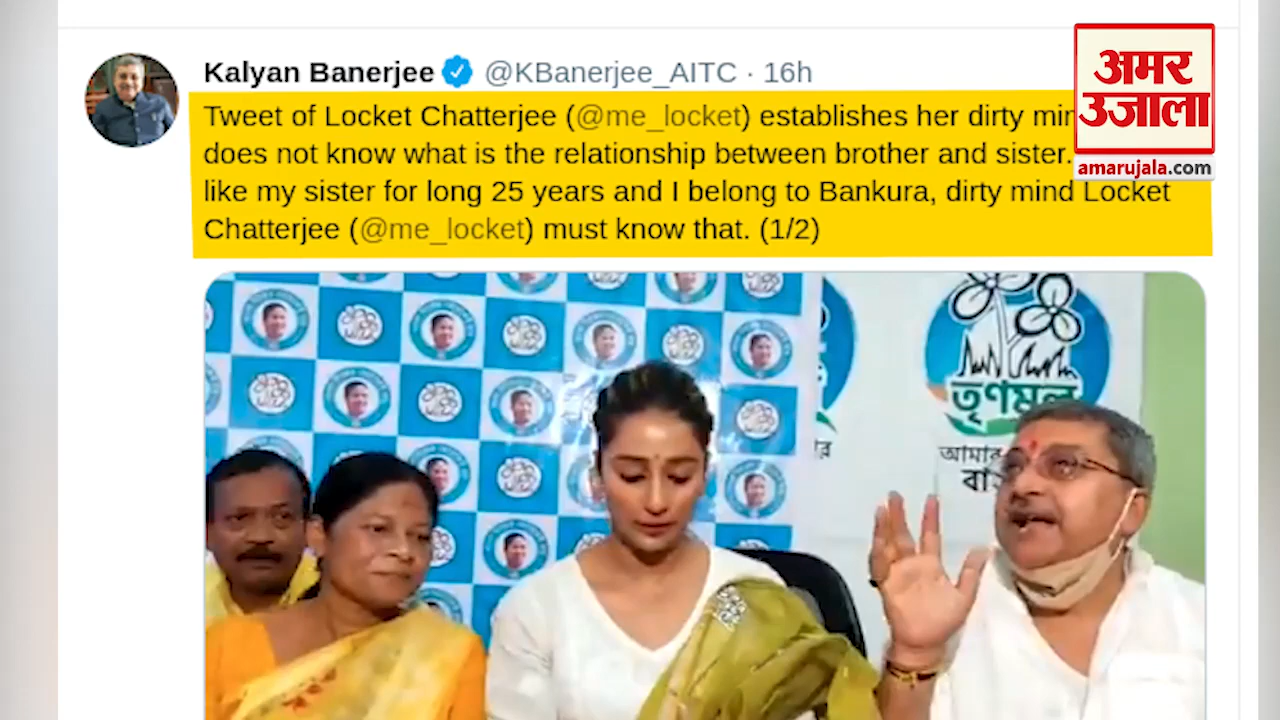 Kalyan Banerjee @KBanerjee_AITC · 16h
Tweet of Locket Chatterjee (@me_locket) establishes her dirty
does not know what is the relationship between brother and sister.
like my sister for long 25 years and I belong to Bankura, dirty mind Locket
Chatterjee (@me_locket) must know that. (1/2)
अमर
उजाला
amarujala.com
তৃণমূল
আমার